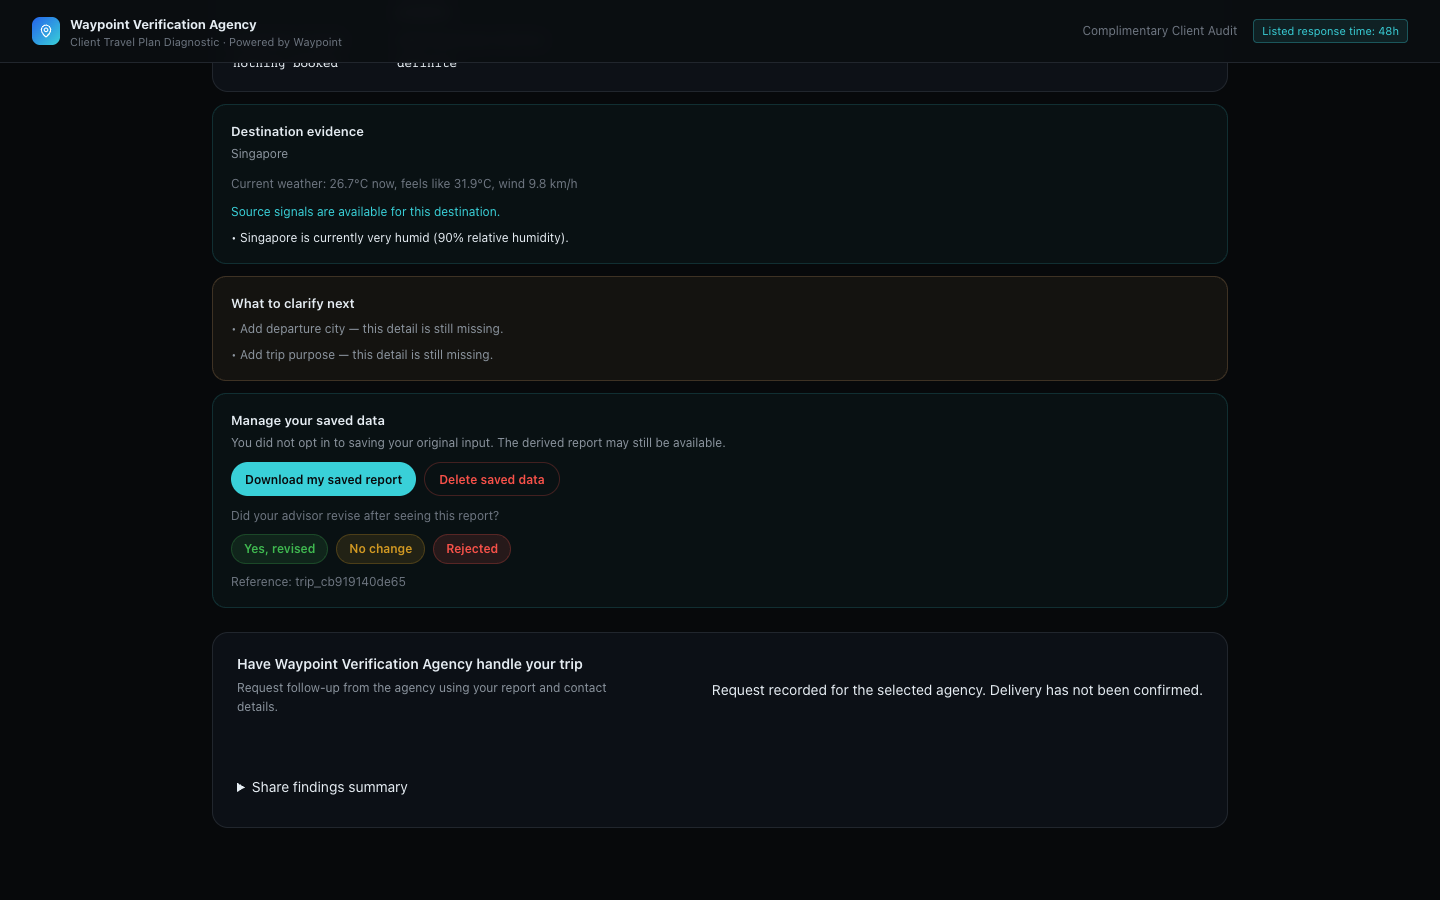 Waypoint Verification Agency
Client Travel Plan Diagnostic · Powered by Waypoint
Complimentary Client Audit
Listed response time: 48h
nothing booked
definite
Destination evidence
Singapore
Current weather: 26.7°C now, feels like 31.9°C, wind 9.8 km/h
Source signals are available for this destination.
• Singapore is currently very humid (90% relative humidity).
What to clarify next
• Add departure city — this detail is still missing.
• Add trip purpose — this detail is still missing.
Manage your saved data
You did not opt in to saving your original input. The derived report may still be available.
Download my saved report
Delete saved data
Did your advisor revise after seeing this report?
Yes, revised
No change
Rejected
Reference: trip_cb919140de65
Have Waypoint Verification Agency handle your trip
Request follow-up from the agency using your report and contact
details.
Request recorded for the selected agency. Delivery has not been confirmed.
Share findings summary